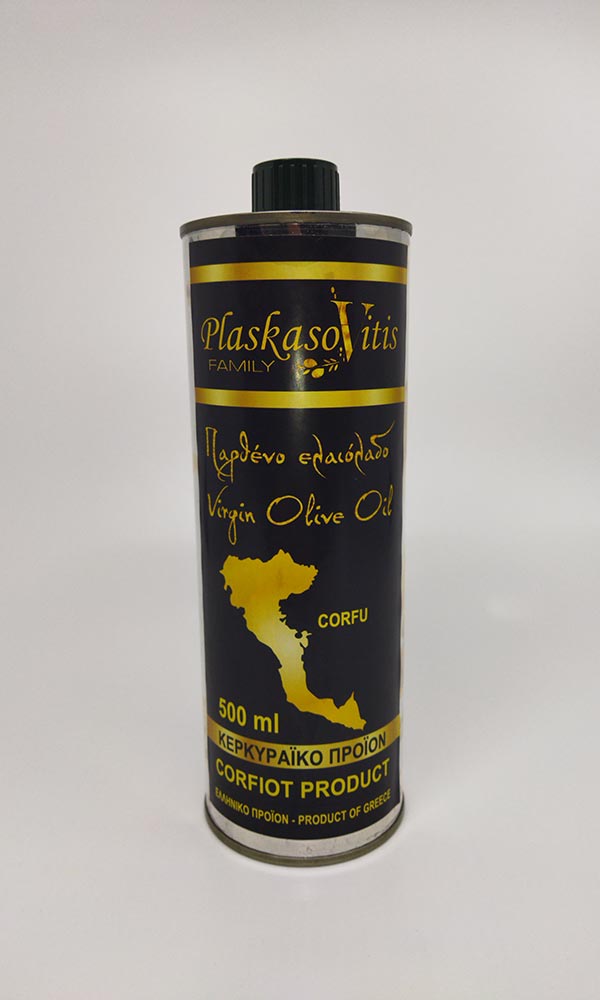 PlaskasoVitis
FAMILY
Παρθένο ελαιόλαδο
Virgin Olive Oil
CORFU
500 ml
ΚΕΡΚΥΡΑΪΚΟ ΠΡΟΪΟΝ
CORFIOT PRODUCT
ΕΛΛΗΝΙΚΟ ΠΡΟΪΟΝ - PRODUCT OF GREECE